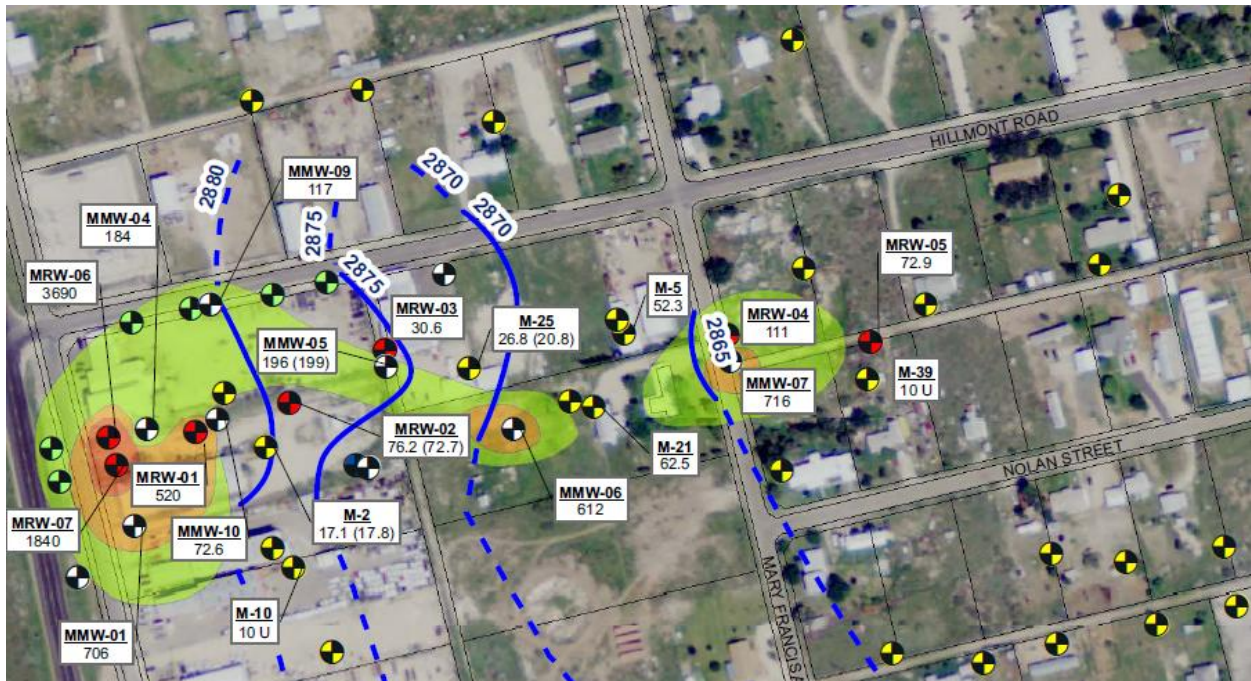 HILLMONT ROAD
2880
MMW-09
117
2870
2870
MMW-04
184
2875
2875
MRW-06
3690
MRW-05
72.9
MRW-03
30.6
M-5
52.3
M-25
26.8 (20.8)
MRW-04
111
2865
MMW-05
196 (199)
M-39
10 U
MMW-07
716
MRW-02
76.2 (72.7)
M-21
62.5
NOLAN STREET
MRW-01
520
MMW-06
612
MRW-07
1840
MMW-10
72.6
M-2
17.1 (17.8)
M-10
10 U
MMW-01
706
MARY FRANCIS A